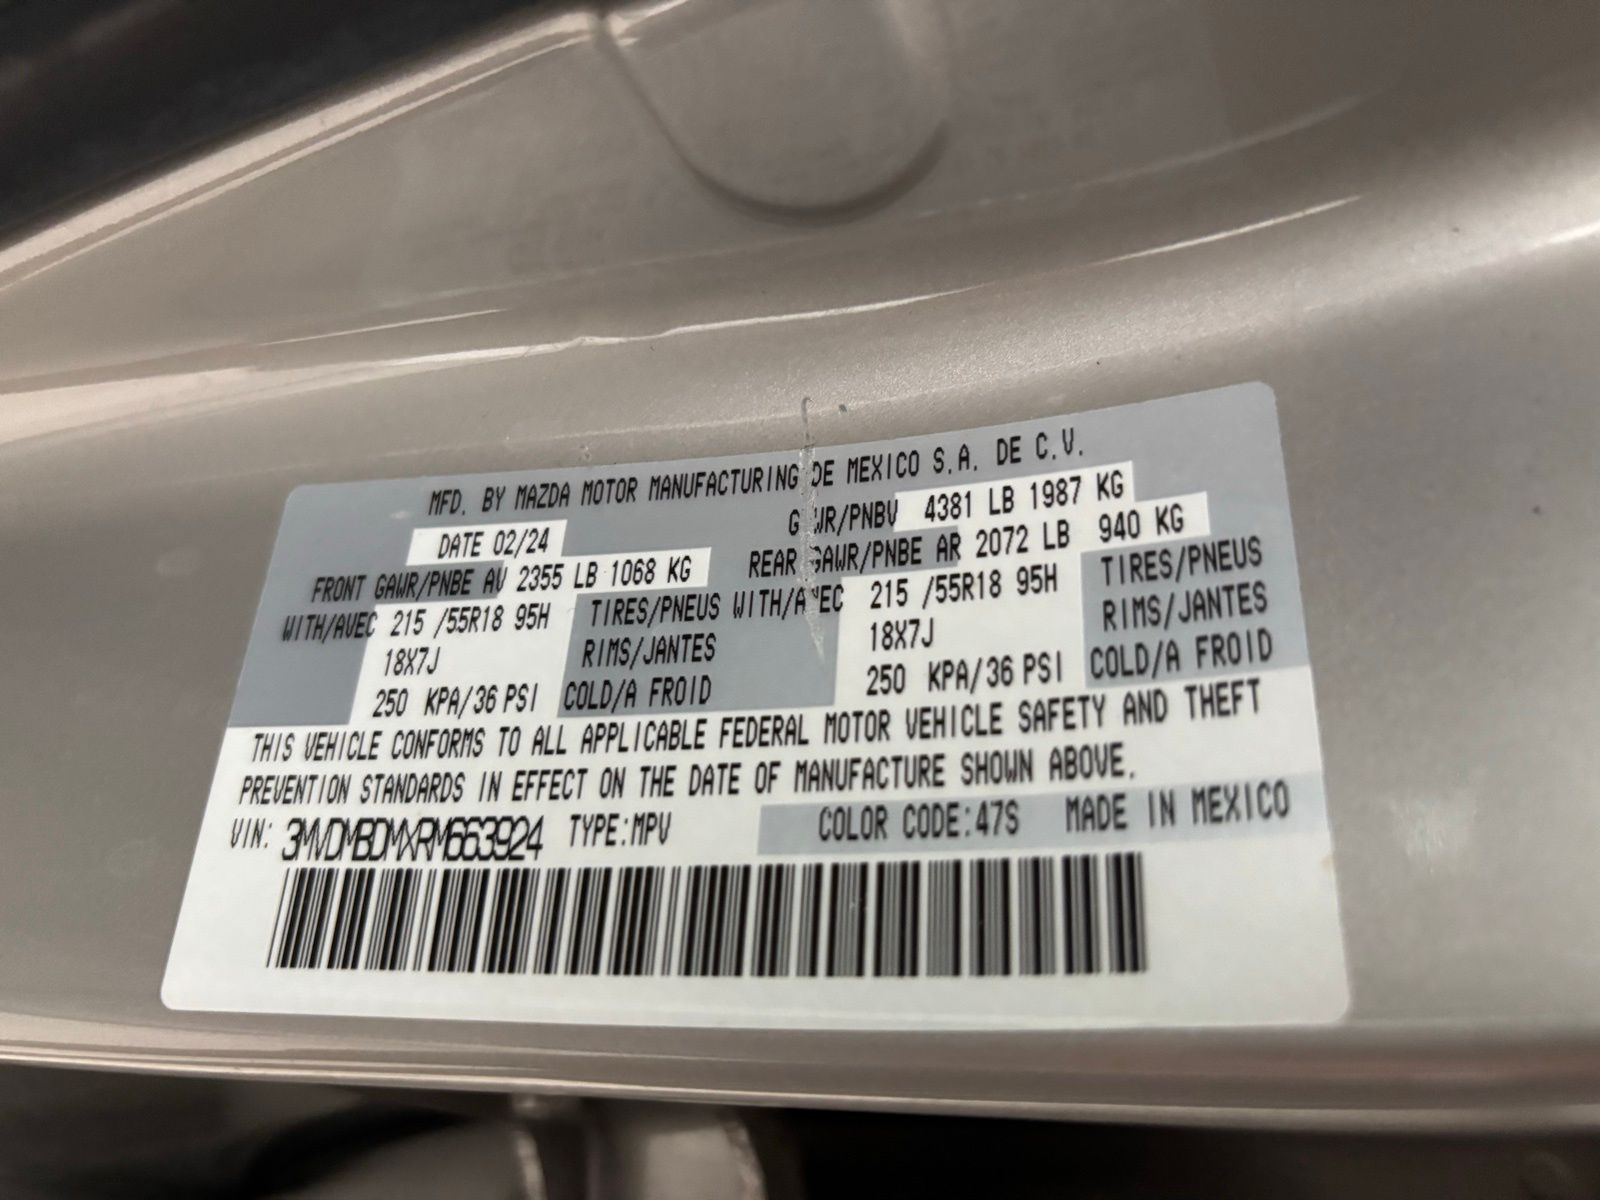 MFD. BY MAZDA MOTOR MANUFACTURING DE MEXICO S.A. DE C.V.
DATE 02/24 GVWR/PNBV 4381 LB 1987 KG
FRONT GAWR/PNBE AV 2355 LB 1068 KG REAR GAWR/PNBE AR 2072 LB 940 KG
WITH/AVEC 215 /55R18 95H TIRES/PNEUS WITH/AVEC 215 /55R18 95H TIRES/PNEUS
18X7J RIMS/JANTES 18X7J RIMS/JANTES
250 KPA/36 PSI COLD/A FROID 250 KPA/36 PSI COLD/A FROID
THIS VEHICLE CONFORMS TO ALL APPLICABLE FEDERAL MOTOR VEHICLE SAFETY AND THEFT
PREVENTION STANDARDS IN EFFECT ON THE DATE OF MANUFACTURE SHOWN ABOVE.
VIN: 3MVDMBDMXRM663924 TYPE:MPV COLOR CODE:47S MADE IN MEXICO